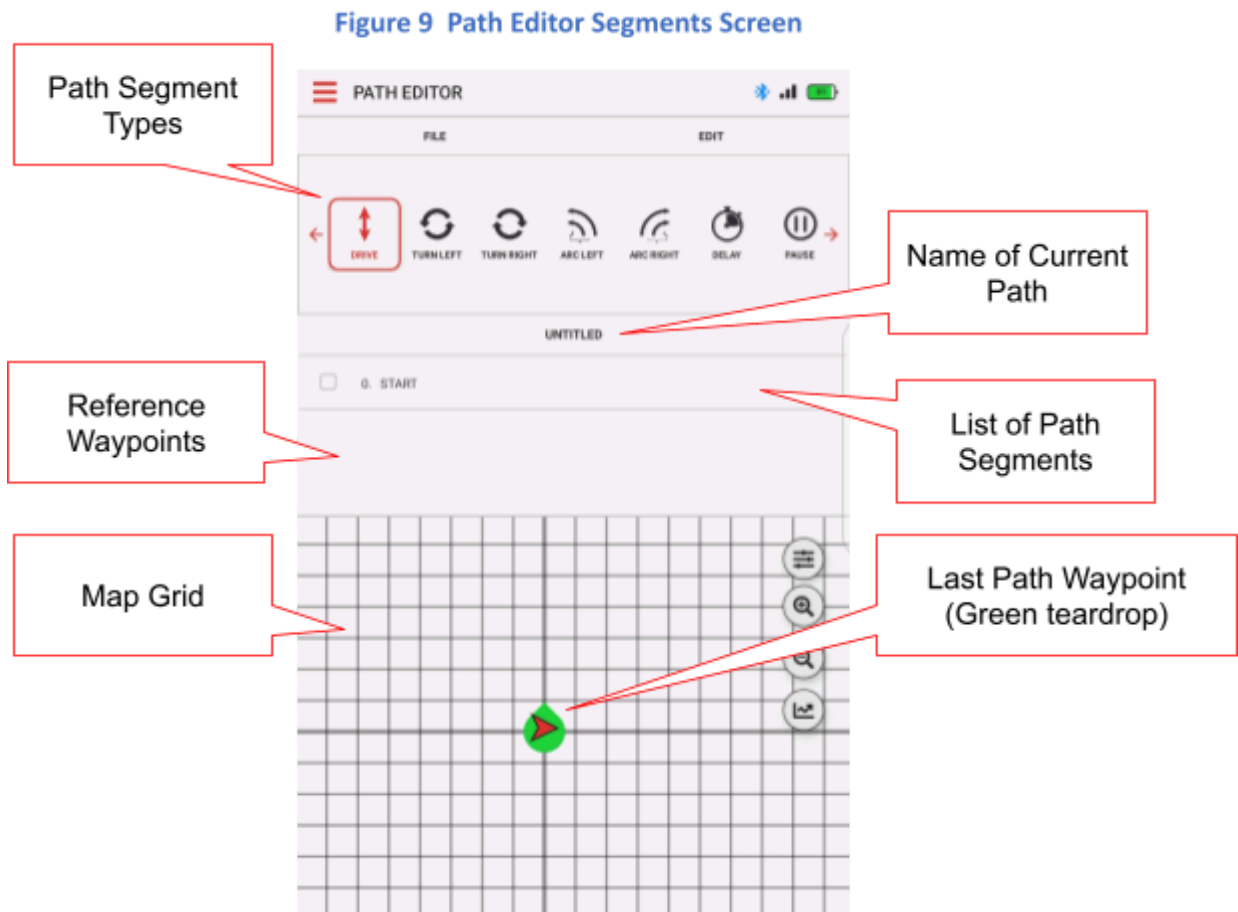 Figure 9 Path Editor Segments Screen
Path Segment
Types
PATH EDITOR
FILE
EDIT
DRIVE
TURN LEFT
TURN RIGHT
ARC LEFT
ARC RIGHT
DELAY
PAUSE
Name of Current
Path
UNTITLED
0. START
Reference
Waypoints
List of Path
Segments
Map Grid
Last Path Waypoint
(Green teardrop)